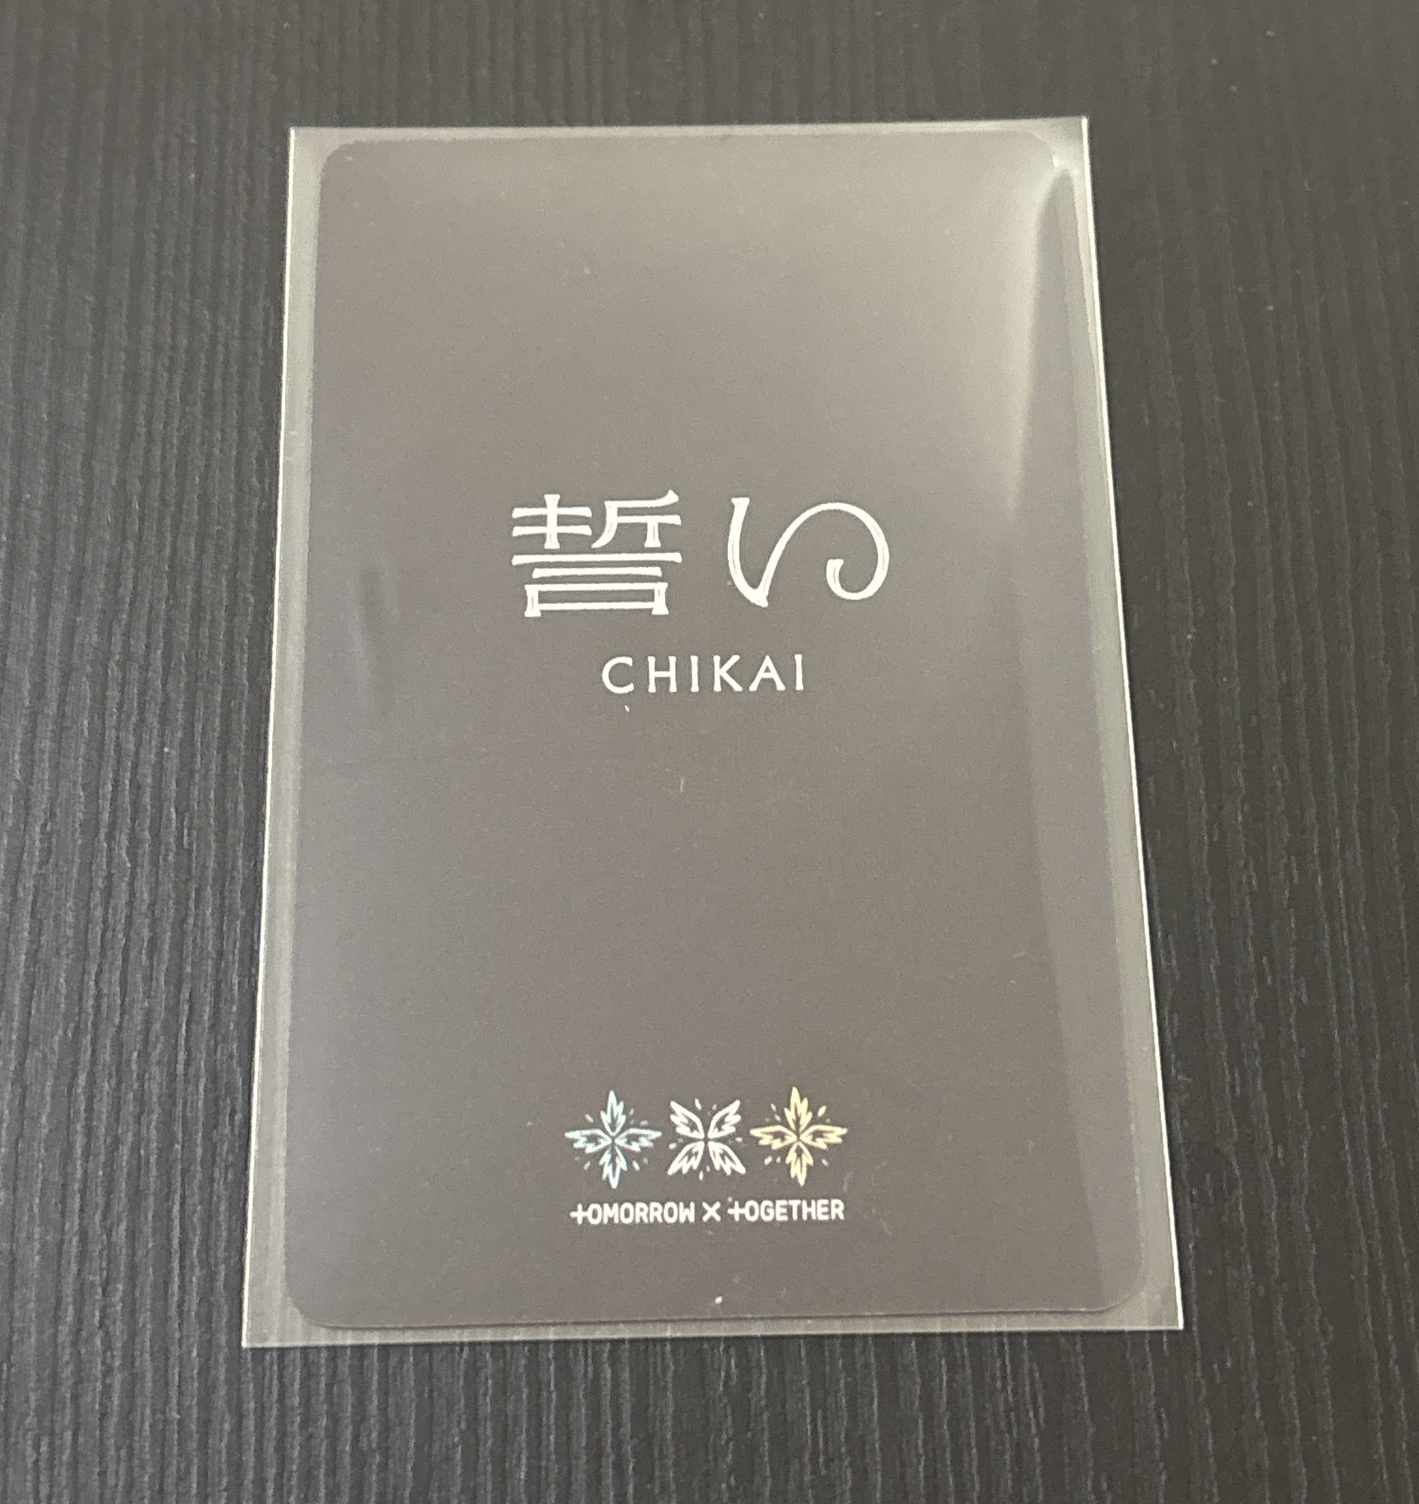 誓い
CHIKAI
TOMORROW X TOGETHER